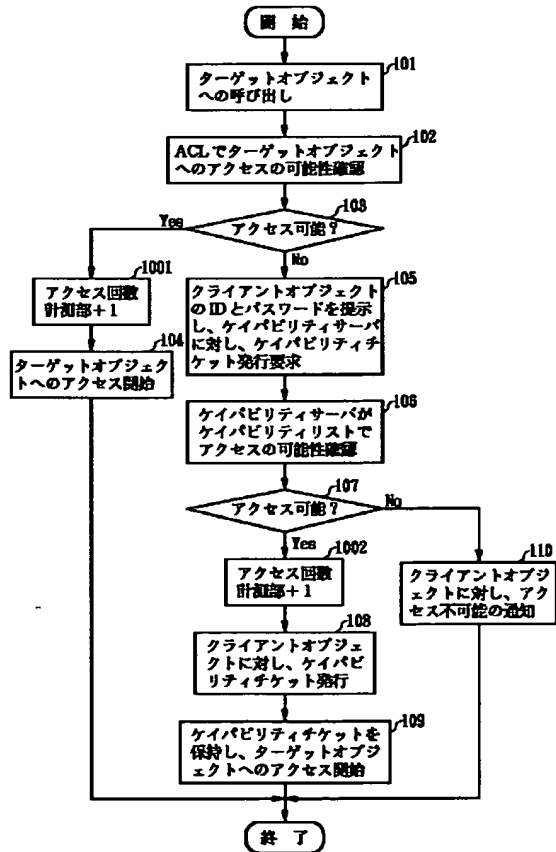 開 始
101
ターゲットオブジェクト
への呼び出し
102
ACLでターゲットオブジェクト
へのアクセスの可能性確認
103
アクセス可能?
Yes
No
1001
アクセス回数
計測部+1
104
ターゲットオブジェク
トへのアクセス開始
105
クライアントオブジェクト
のIDとパスワードを提示
し、ケイパビリティサーバ
に対し、ケイパビリティチ
ケット発行要求
106
ケイパビリティサーバが
ケイパビリティリストで
アクセスの可能性確認
107
アクセス可能?
No
Yes
1002
アクセス回数
計測部+1
110
クライアントオブジ
ェクトに対し、アク
セス不可能の通知
108
クライアントオブジェ
クトに対し、ケイパビ
リティチケット発行
109
ケイパビリティチケットを
保持し、ターゲットオブジ
ェクトへのアクセス開始
終 了